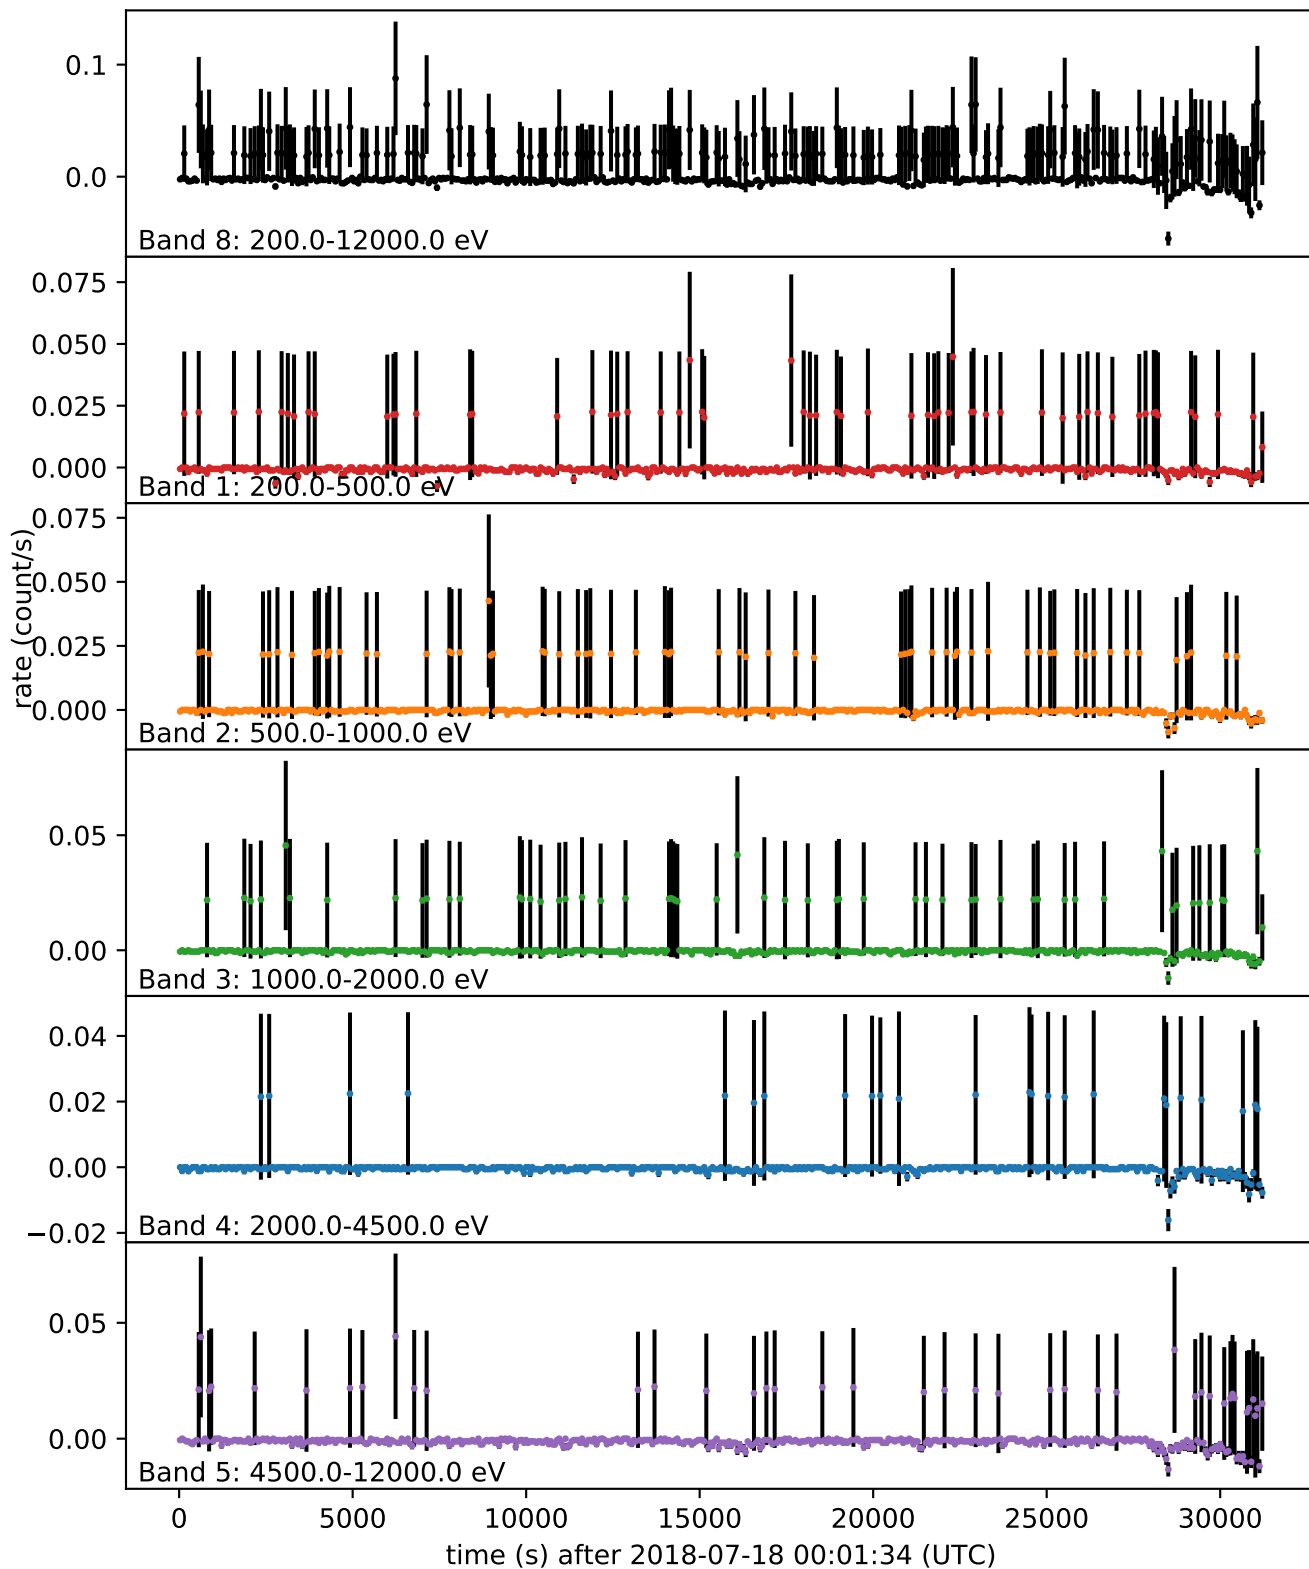 0.1
0.0
Band 8: 200.0-12000.0 eV
0.075
0.050
0.025
0.000
Band 1: 200.0-500.0 eV
0.075
0.050
0.025
0.000
rate (count/s)
Band 2: 500.0-1000.0 eV
0.05
0.00
Band 3: 1000.0-2000.0 eV
0.04
0.02
0.00
−0.02
Band 4: 2000.0-4500.0 eV
0.05
0.00
Band 5: 4500.0-12000.0 eV
0 5000 10000 15000 20000 25000 30000
time (s) after 2018-07-18 00:01:34 (UTC)